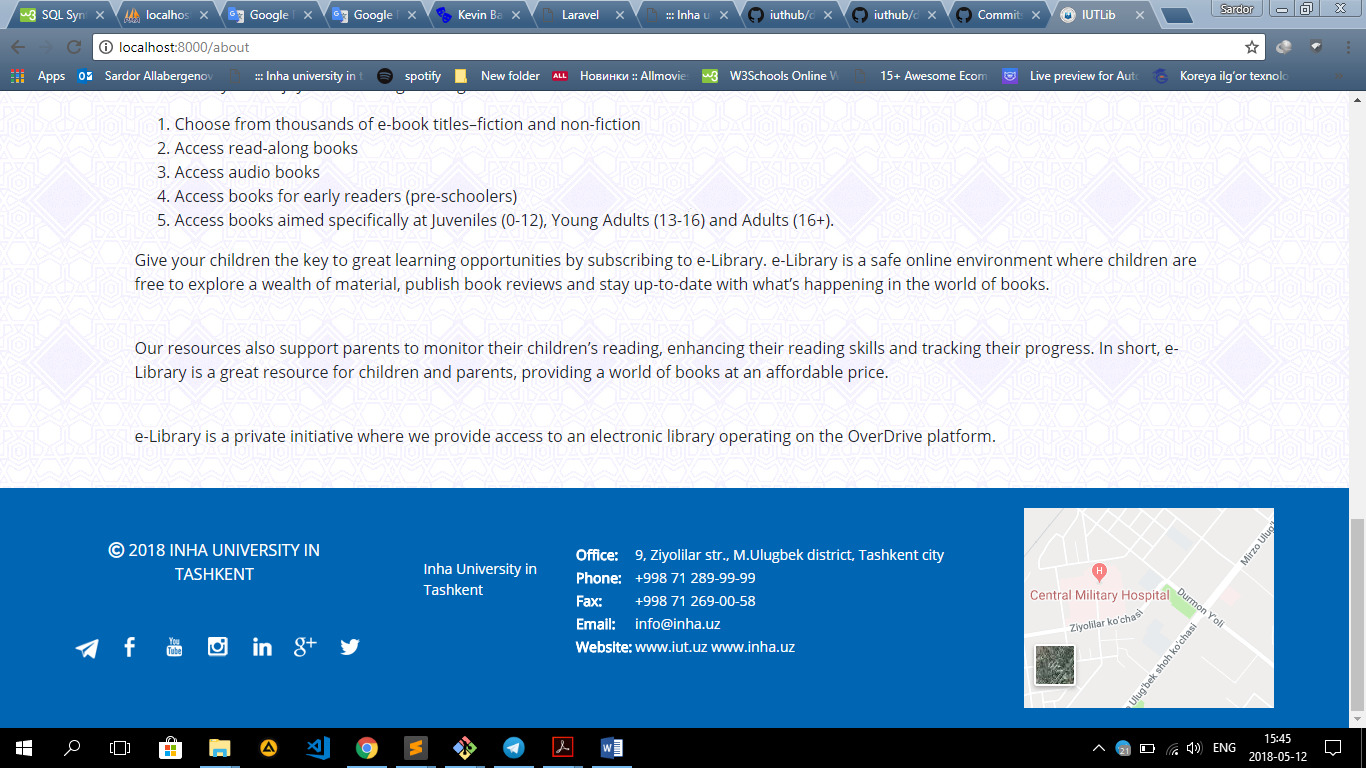 SQL Syn
localhos
Google
Google
Kevin Ba
Laravel
::: Inha u
iuthub/d
iuthub/d
Commits
IUTLib
Sardor
localhost:8000/about
Apps
Sardor Allabergenov
::: Inha university in t
spotify
New folder
ALL
Новинки :: Allmovie
W3Schools Online W
15+ Awesome Ecom
Live preview for Aut
Koreya ilg'or texnolo
1. Choose from thousands of e-book titles–fiction and non-fiction
2. Access read-along books
3. Access audio books
4. Access books for early readers (pre-schoolers)
5. Access books aimed specifically at Juveniles (0-12), Young Adults (13-16) and Adults (16+).
Give your children the key to great learning opportunities by subscribing to e-Library. e-Library is a safe online environment where children are
free to explore a wealth of material, publish book reviews and stay up-to-date with what's happening in the world of books.
Our resources also support parents to monitor their children's reading, enhancing their reading skills and tracking their progress. In short, e-
Library is a great resource for children and parents, providing a world of books at an affordable price.
e-Library is a private initiative where we provide access to an electronic library operating on the OverDrive platform.
© 2018 INHA UNIVERSITY IN
TASHKENT
Inha University in
Tashkent
Office: 9, Ziyolilar str., M.Ulugbek district, Tashkent city
Phone: +998 71 289-99-99
Fax: +998 71 269-00-58
Email: info@inha.uz
Website: www.iut.uz www.inha.uz
Mirzo Ulug'
H
Central Military Hospital
Durmon Yo'li
Ziyolilar ko'chasi
Ulug'bek shoh ko'chasi
You
Tube
21
ENG
15:45
2018-05-12